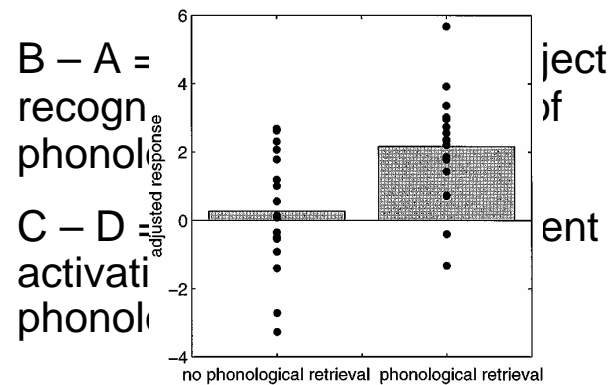 B – A =
recogn
phonol
C – D =
activati
phonol
ject
of
ent
6
4
2
0
−2
−4
adjusted response
no phonological retrieval phonological retrieval